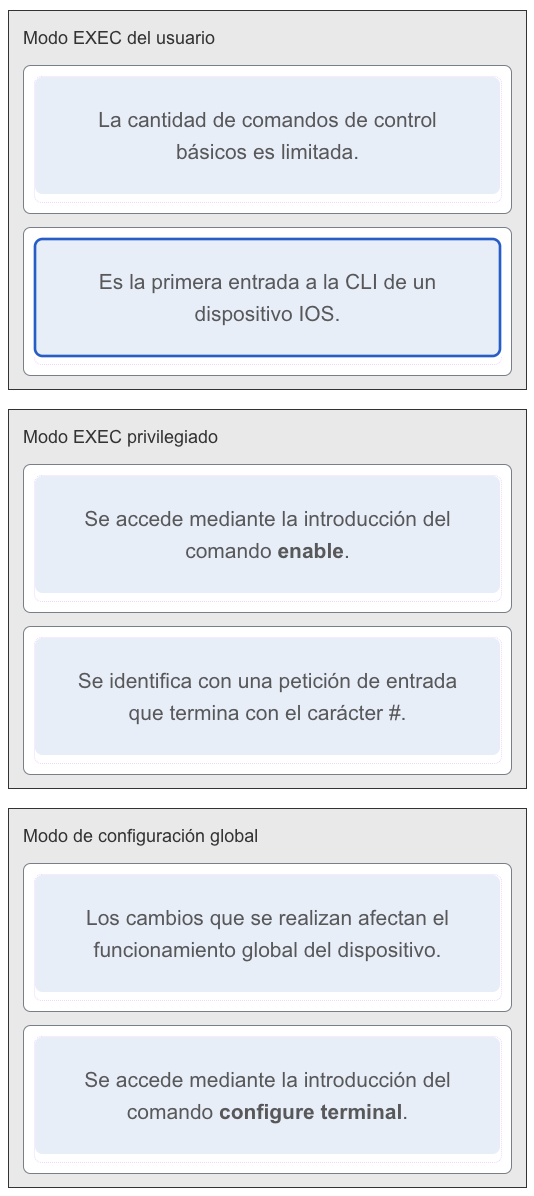 Modo EXEC del usuario
La cantidad de comandos de control
básicos es limitada.
Es la primera entrada a la CLI de un
dispositivo IOS.
Modo EXEC privilegiado
Se accede mediante la introducción del
comando enable.
Se identifica con una petición de entrada
que termina con el carácter #.
Modo de configuración global
Los cambios que se realizan afectan el
funcionamiento global del dispositivo.
Se accede mediante la introducción del
comando configure terminal.